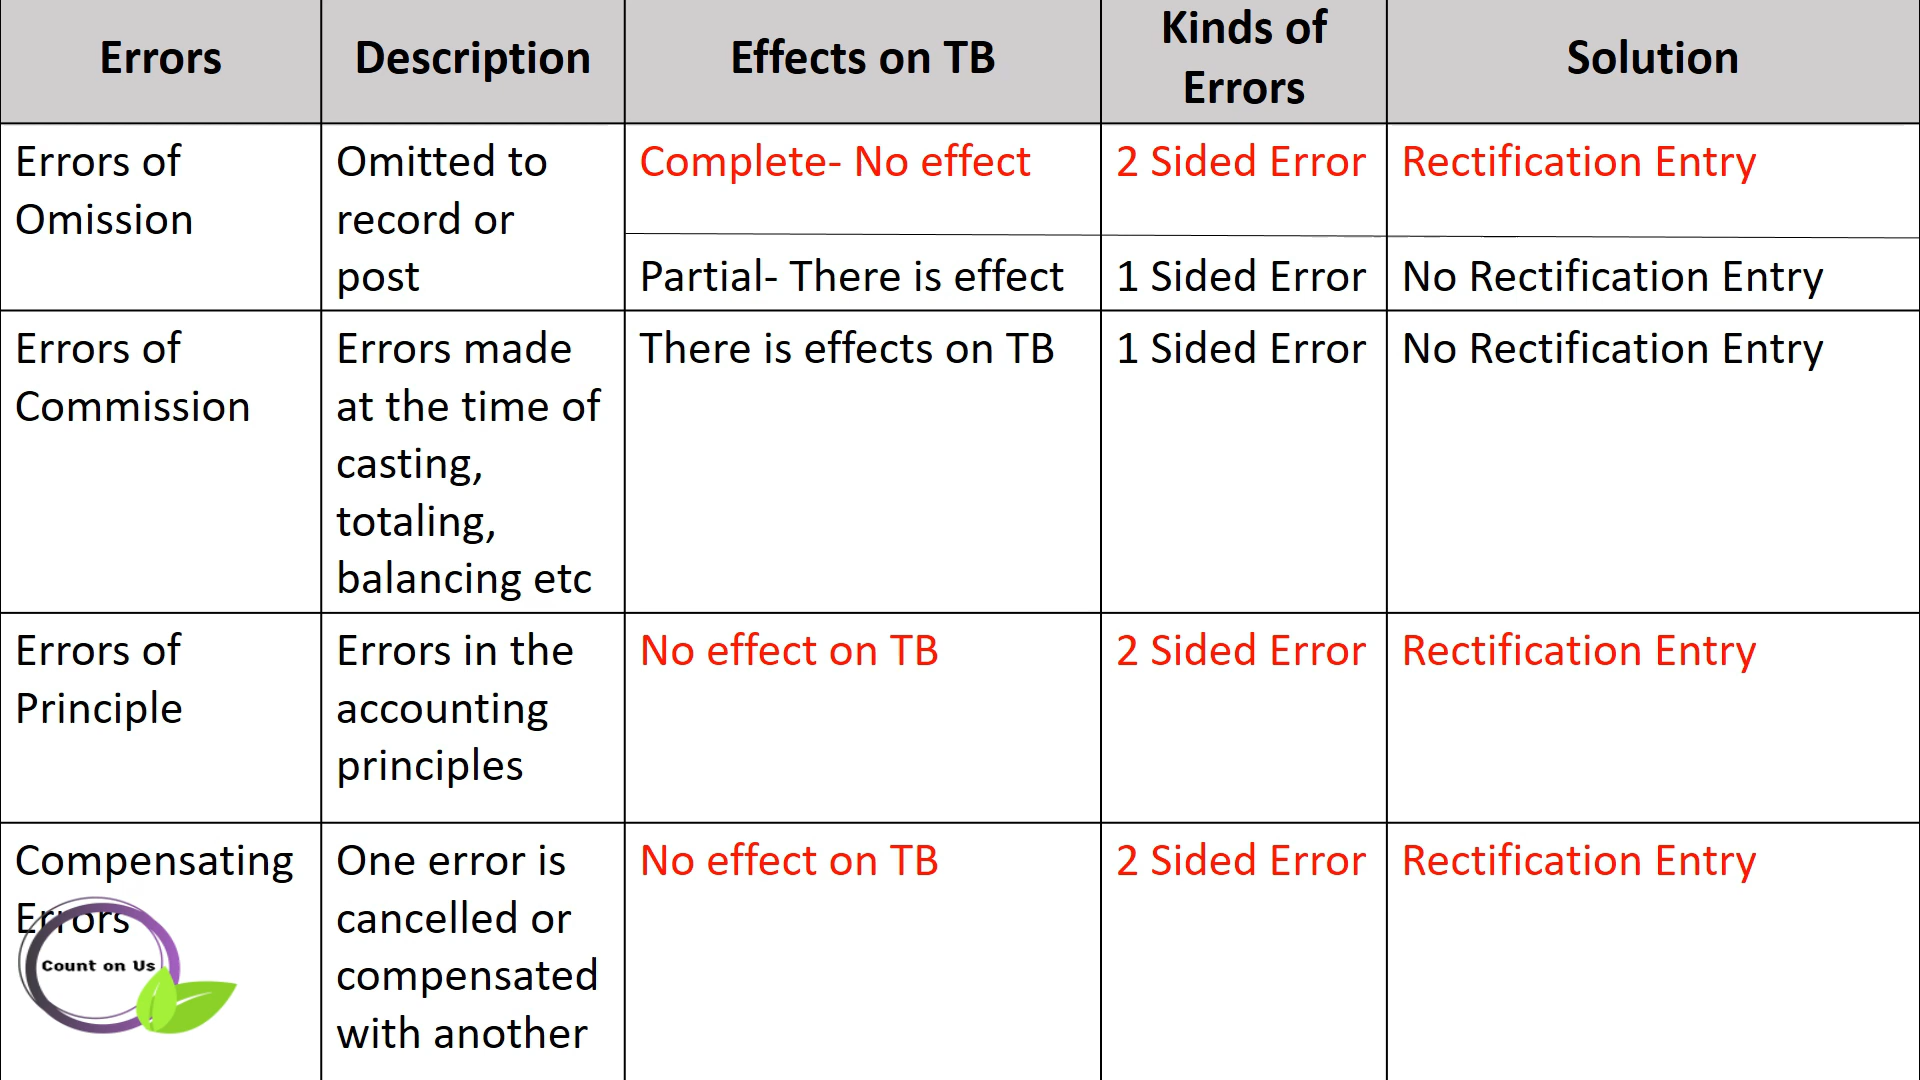 Errors
Description
Effects on TB
Kinds of
Errors
Solution
Errors of
Omission
Omitted to
record or
post
Complete- No effect
2 Sided Error
Rectification Entry
Partial- There is effect
1 Sided Error
No Rectification Entry
Errors of
Commission
Errors made
at the time of
casting,
totaling,
balancing etc
There is effects on TB
1 Sided Error
No Rectification Entry
Errors of
Principle
Errors in the
accounting
principles
No effect on TB
2 Sided Error
Rectification Entry
Compensating
Errors
One error is
cancelled or
compensated
with another
No effect on TB
2 Sided Error
Rectification Entry
Count on Us